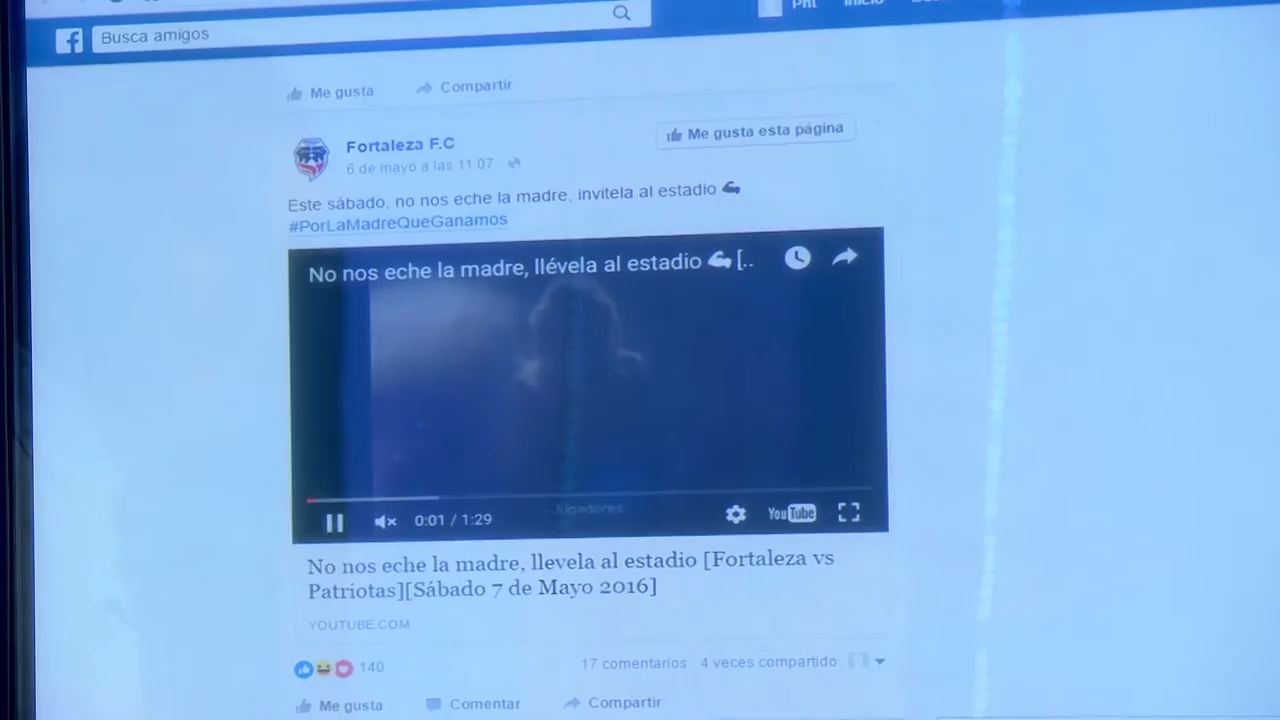 Busca amigos
Me gusta Compartir
Fortaleza F.C
Me gusta esta página
6 de mayo a las 11:07
Este sábado, no nos eche la madre, invitela al estadio
#PorLaMadreQueGanamos
No nos eche la madre, llévela al estadio [..
Jugadores.
0:01 / 1:29
YouTube
No nos eche la madre, llevela al estadio [Fortaleza vs
Patriotas][Sábado 7 de Mayo 2016]
YOUTUBE.COM
140
17 comentarios 4 veces compartido
Me gusta Comentar Compartir